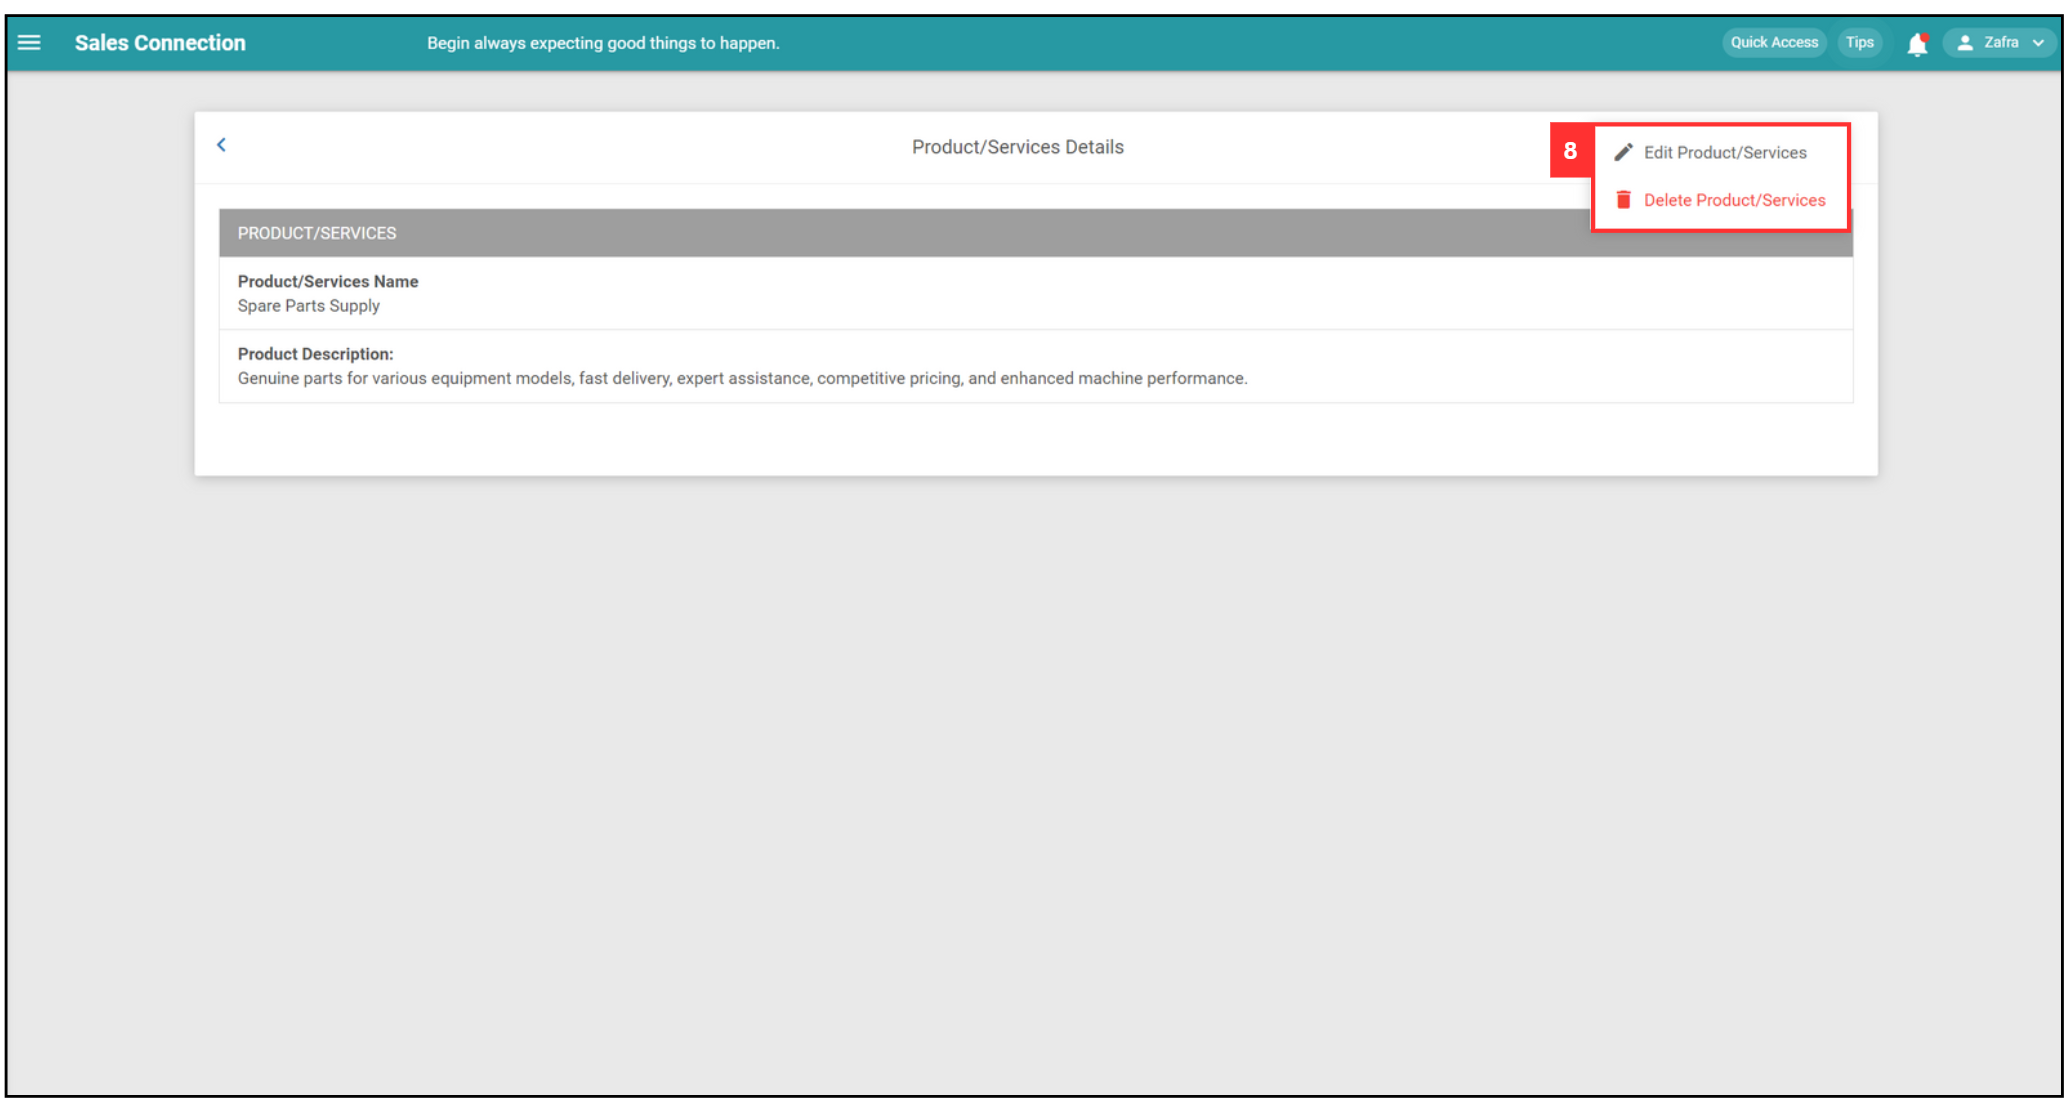 Sales Connection
Begin always expecting good things to happen.
Quick Access
Tips
Zafra
Product/Services Details
8
Edit Product/Services
Delete Product/Services
PRODUCT/SERVICES
Product/Services Name
Spare Parts Supply
Product Description:
Genuine parts for various equipment models, fast delivery, expert assistance, competitive pricing, and enhanced machine performance.